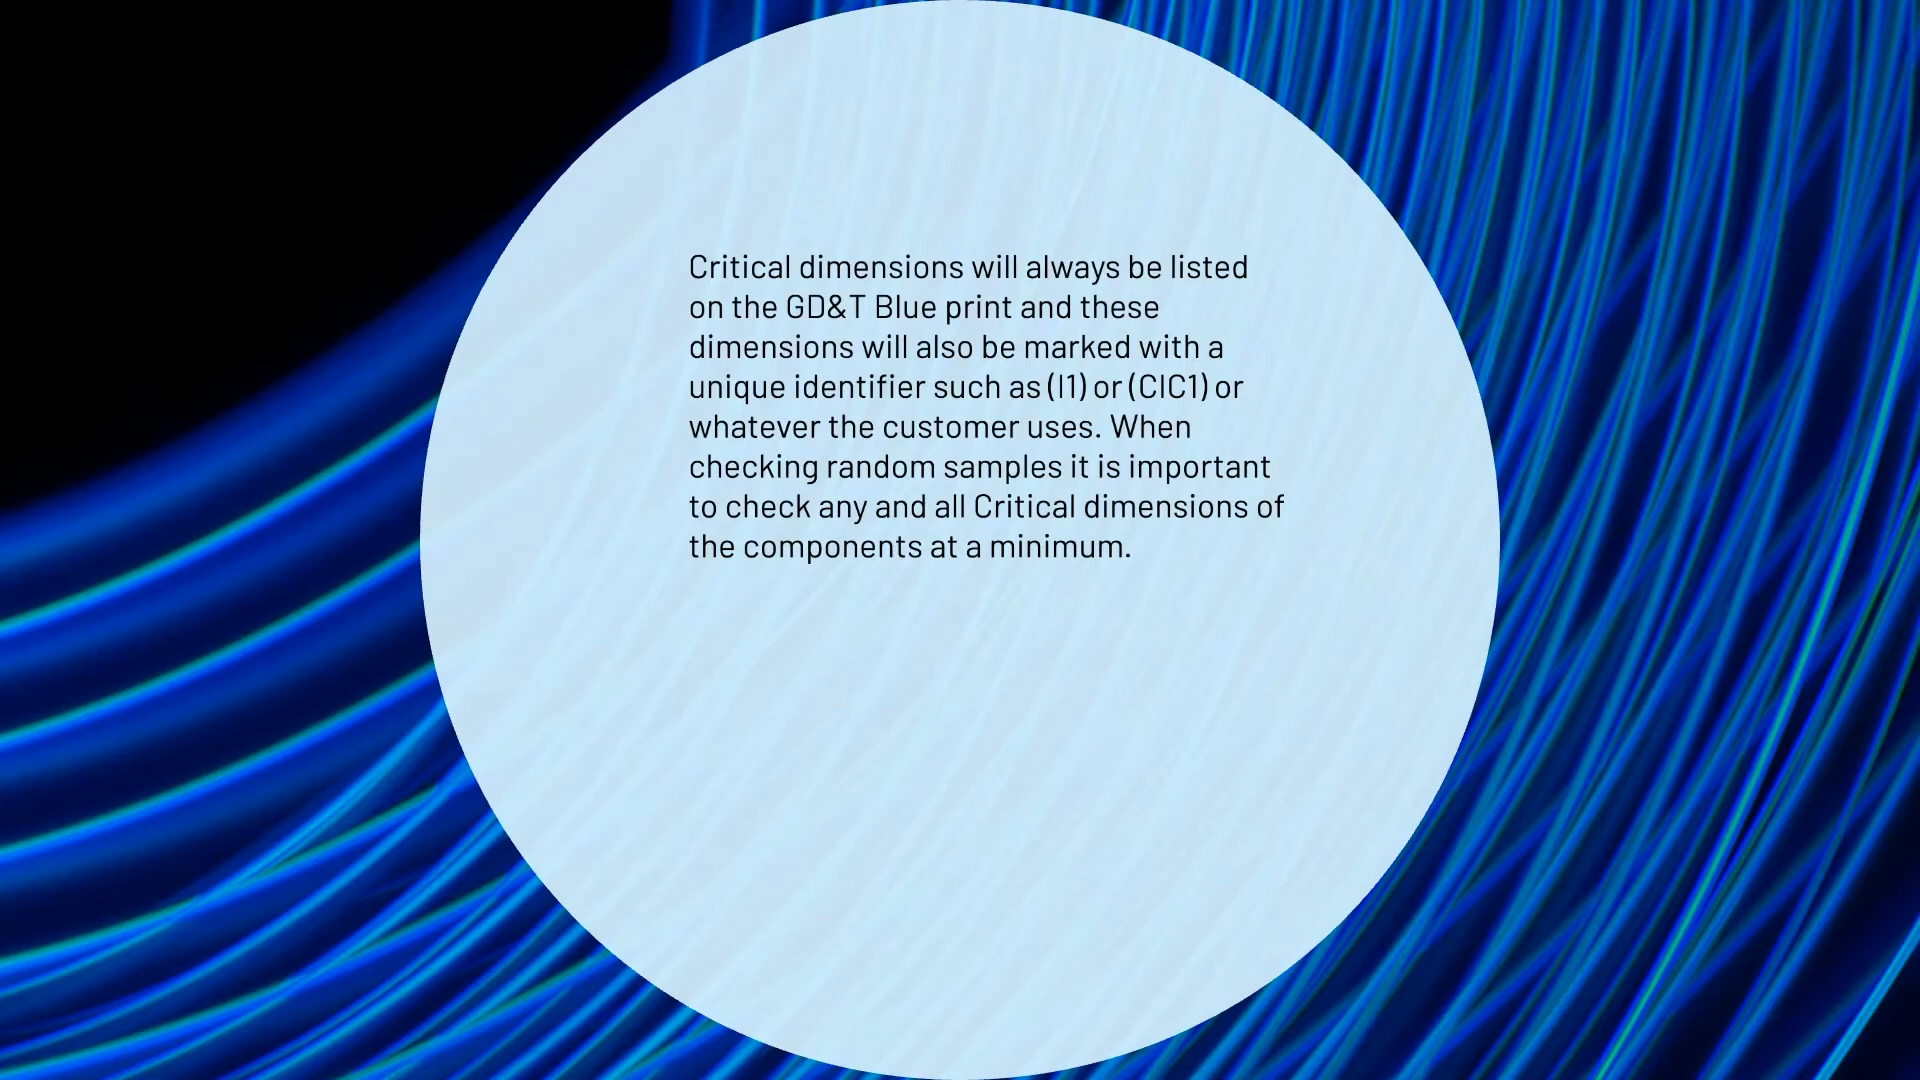 Critical dimensions will always be listed
on the GD&T Blue print and these
dimensions will also be marked with a
unique identifier such as (I1) or (CIC1) or
whatever the customer uses. When
checking random samples it is important
to check any and all Critical dimensions of
the components at a minimum.